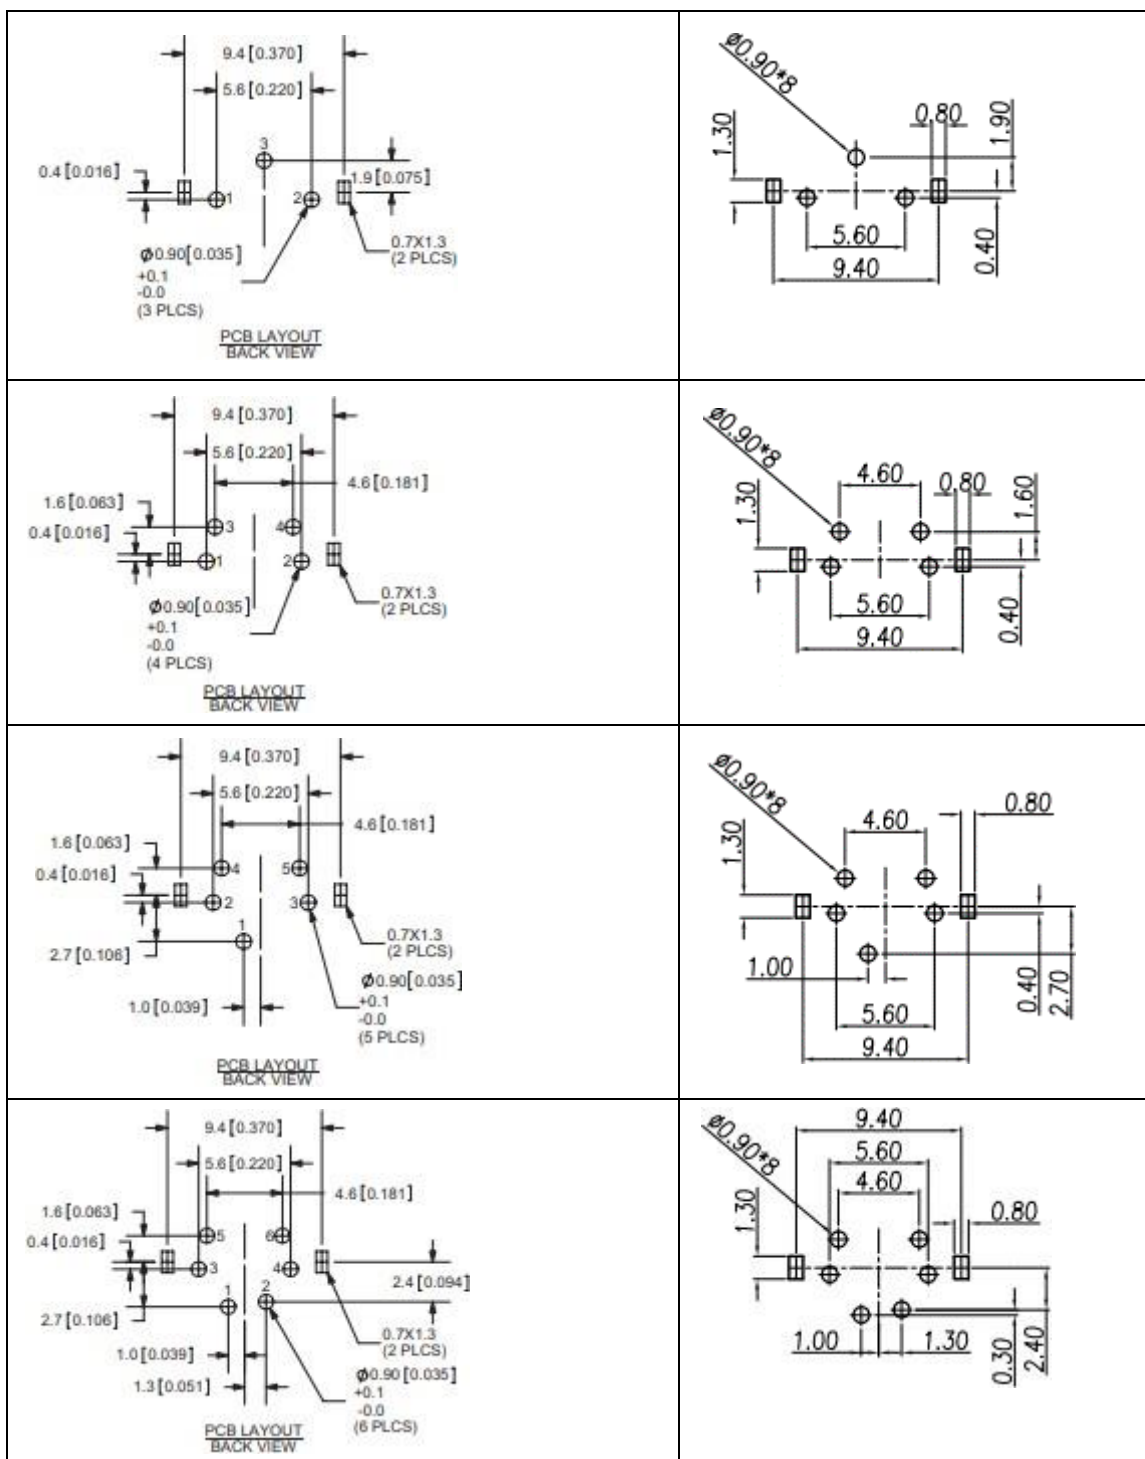 9.4 [0.370]
5.6 [0.220]
3
0.4 [0.016]
1.9 [0.075]
1
2
Ø0.90 [0.035]
+0.1
-0.0
(3 PLCS)
0.7X1.3
(2 PLCS)
PCB LAYOUT
BACK VIEW
Ø0.90*8
1.30
0.80
1.90
5.60
9.40
0.40
9.4 [0.370]
5.6 [0.220]
4.6 [0.181]
1.6 [0.063]
0.4 [0.016]
3
4
1
2
Ø0.90 [0.035]
+0.1
-0.0
(4 PLCS)
0.7X1.3
(2 PLCS)
PCB LAYOUT
BACK VIEW
Ø0.90*8
4.60
1.30
0.80
1.60
5.60
9.40
0.40
9.4 [0.370]
5.6 [0.220]
4.6 [0.181]
1.6 [0.063]
0.4 [0.016]
4
5
2
3
1
2.7 [0.106]
1.0 [0.039]
0.7X1.3
(2 PLCS)
Ø0.90 [0.035]
+0.1
-0.0
(5 PLCS)
PCB LAYOUT
BACK VIEW
Ø0.90*8
4.60
0.80
1.30
1.00
0.40
2.70
5.60
9.40
9.4 [0.370]
5.6 [0.220]
4.6 [0.181]
1.6 [0.063]
0.4 [0.016]
5
6
3
4
1
2
2.4 [0.094]
2.7 [0.106]
1.0 [0.039]
1.3 [0.051]
0.7X1.3
(2 PLCS)
Ø0.90 [0.035]
+0.1
-0.0
(6 PLCS)
PCB LAYOUT
BACK VIEW
Ø0.90*8
9.40
5.60
4.60
1.30
0.80
1.00
1.30
0.30
2.40